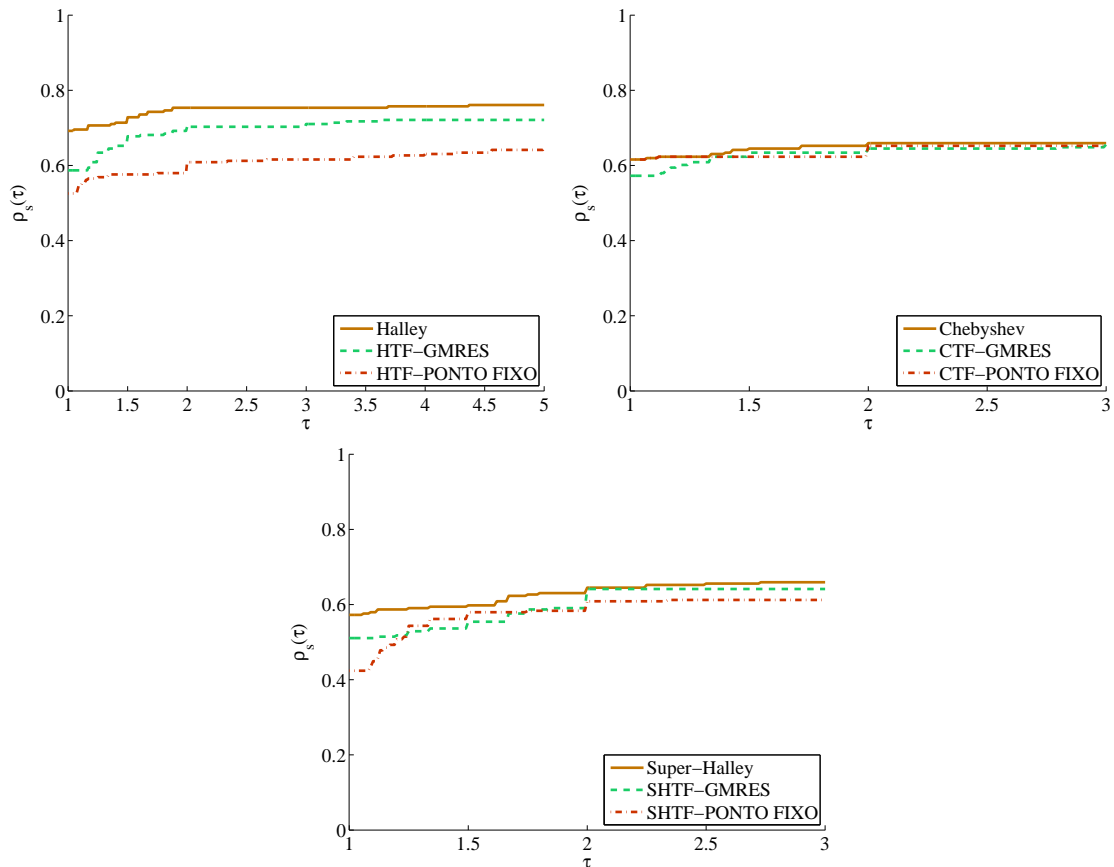 1
0.8
0.6
0.4
0.2
0
ρ_s(τ)
1 1.5 2 2.5 3 3.5 4 4.5 5
τ
Halley
HTF−GMRES
HTF−PONTO FIXO
1
0.8
0.6
0.4
0.2
0
ρ_s(τ)
1 1.5 2 2.5 3
τ
Chebyshev
CTF−GMRES
CTF−PONTO FIXO
1
0.8
0.6
0.4
0.2
0
ρ_s(τ)
1 1.5 2 2.5 3
τ
Super−Halley
SHTF−GMRES
SHTF−PONTO FIXO